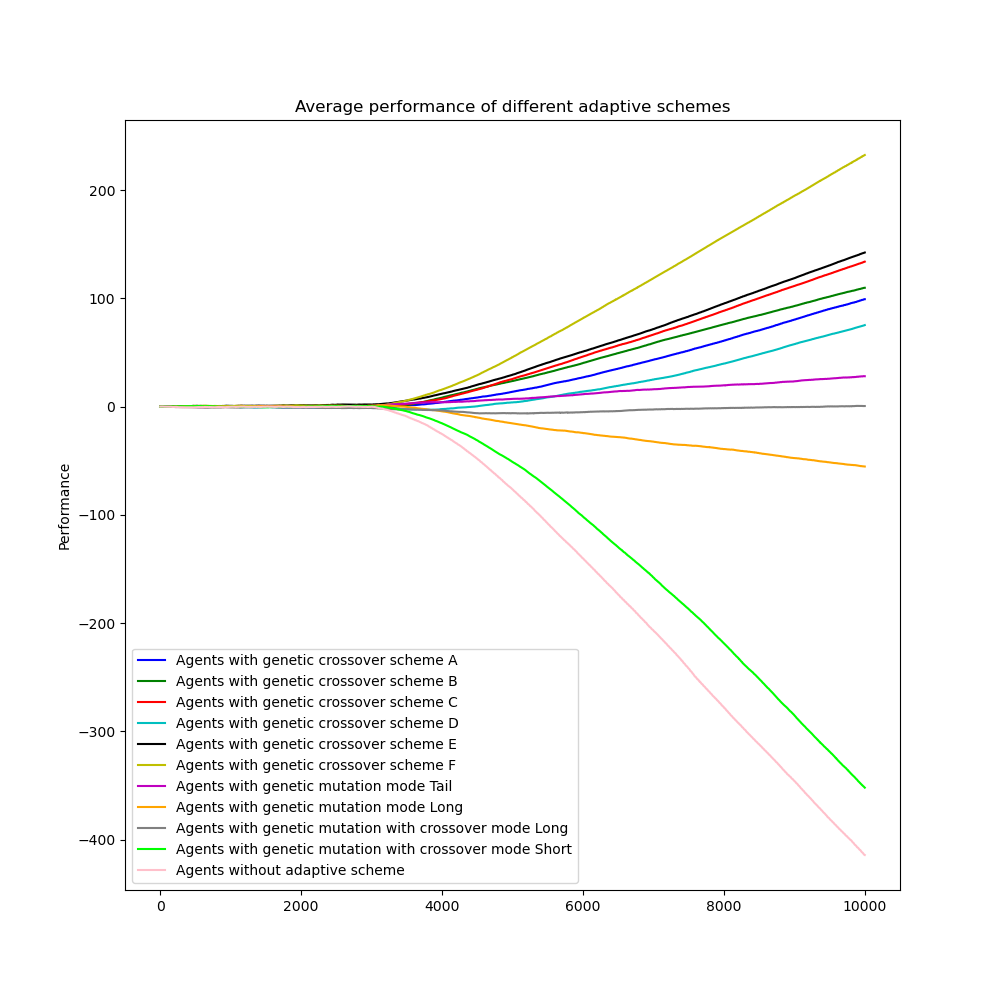 Average performance of different adaptive schemes
Performance
200
100
0
−100
−200
−300
−400
Agents with genetic crossover scheme A
Agents with genetic crossover scheme B
Agents with genetic crossover scheme C
Agents with genetic crossover scheme D
Agents with genetic crossover scheme E
Agents with genetic crossover scheme F
Agents with genetic mutation mode Tail
Agents with genetic mutation mode Long
Agents with genetic mutation with crossover mode Long
Agents with genetic mutation with crossover mode Short
Agents without adaptive scheme
0 2000 4000 6000 8000 10000